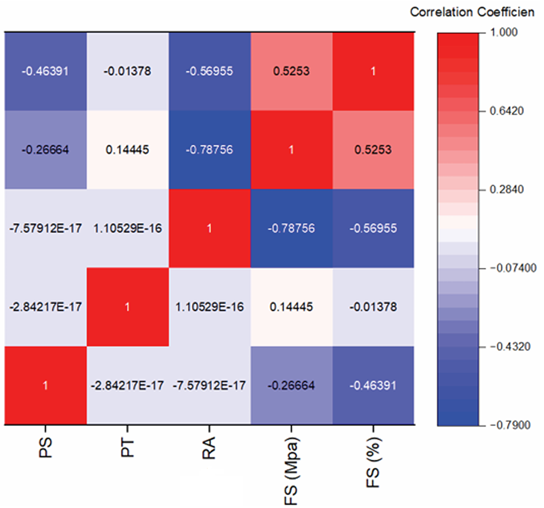 Correlation Coefficien
-0.46391 -0.01378 -0.56955 0.5253 1
-0.26664 0.14445 -0.78756 1 0.5253
-7.57912E-17 1.10529E-16 1 -0.78756 -0.56955
-2.84217E-17 1 1.10529E-16 0.14445 -0.01378
1 -2.84217E-17 -7.57912E-17 -0.26664 -0.46391
PS PT RA FS (Mpa) FS (%)
1.000
0.6420
0.2840
-0.07400
-0.4320
-0.7900